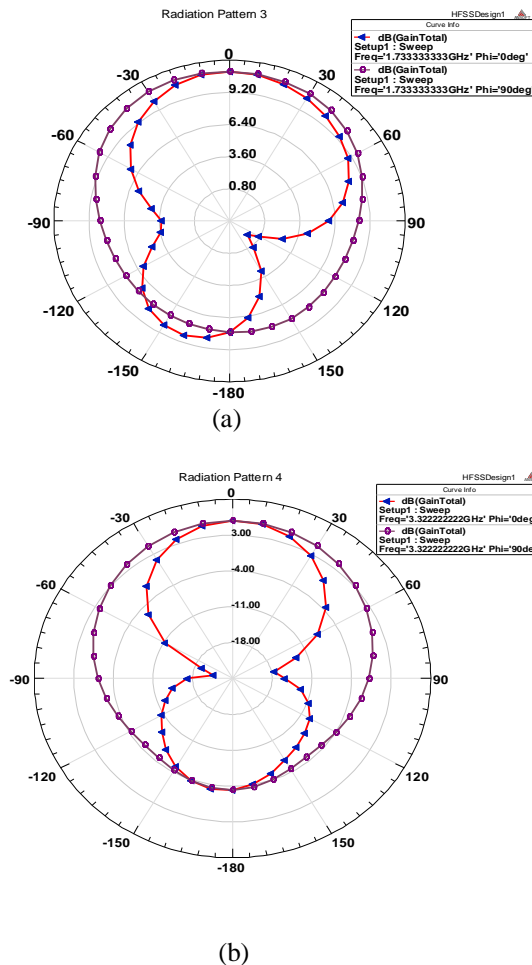 Radiation Pattern 3
HFSSDesign1
Curve Info
dB(GainTotal)
Setup1 : Sweep
Freq='1.733333333GHz' Phi='0deg'
dB(GainTotal)
Setup1 : Sweep
Freq='1.733333333GHz' Phi='90deg'
0
-30
30
9.20
6.40
-60
60
3.60
0.80
-90
90
-120
120
-150
150
-180
(a)
Radiation Pattern 4
HFSSDesign1
Curve Info
dB(GainTotal)
Setup1 : Sweep
Freq='3.322222222GHz' Phi='0deg
dB(GainTotal)
Setup1 : Sweep
Freq='3.322222222GHz' Phi='90deg
0
-30
30
3.00
-4.00
-60
60
-11.00
-18.00
-90
90
-120
120
-150
150
-180
(b)